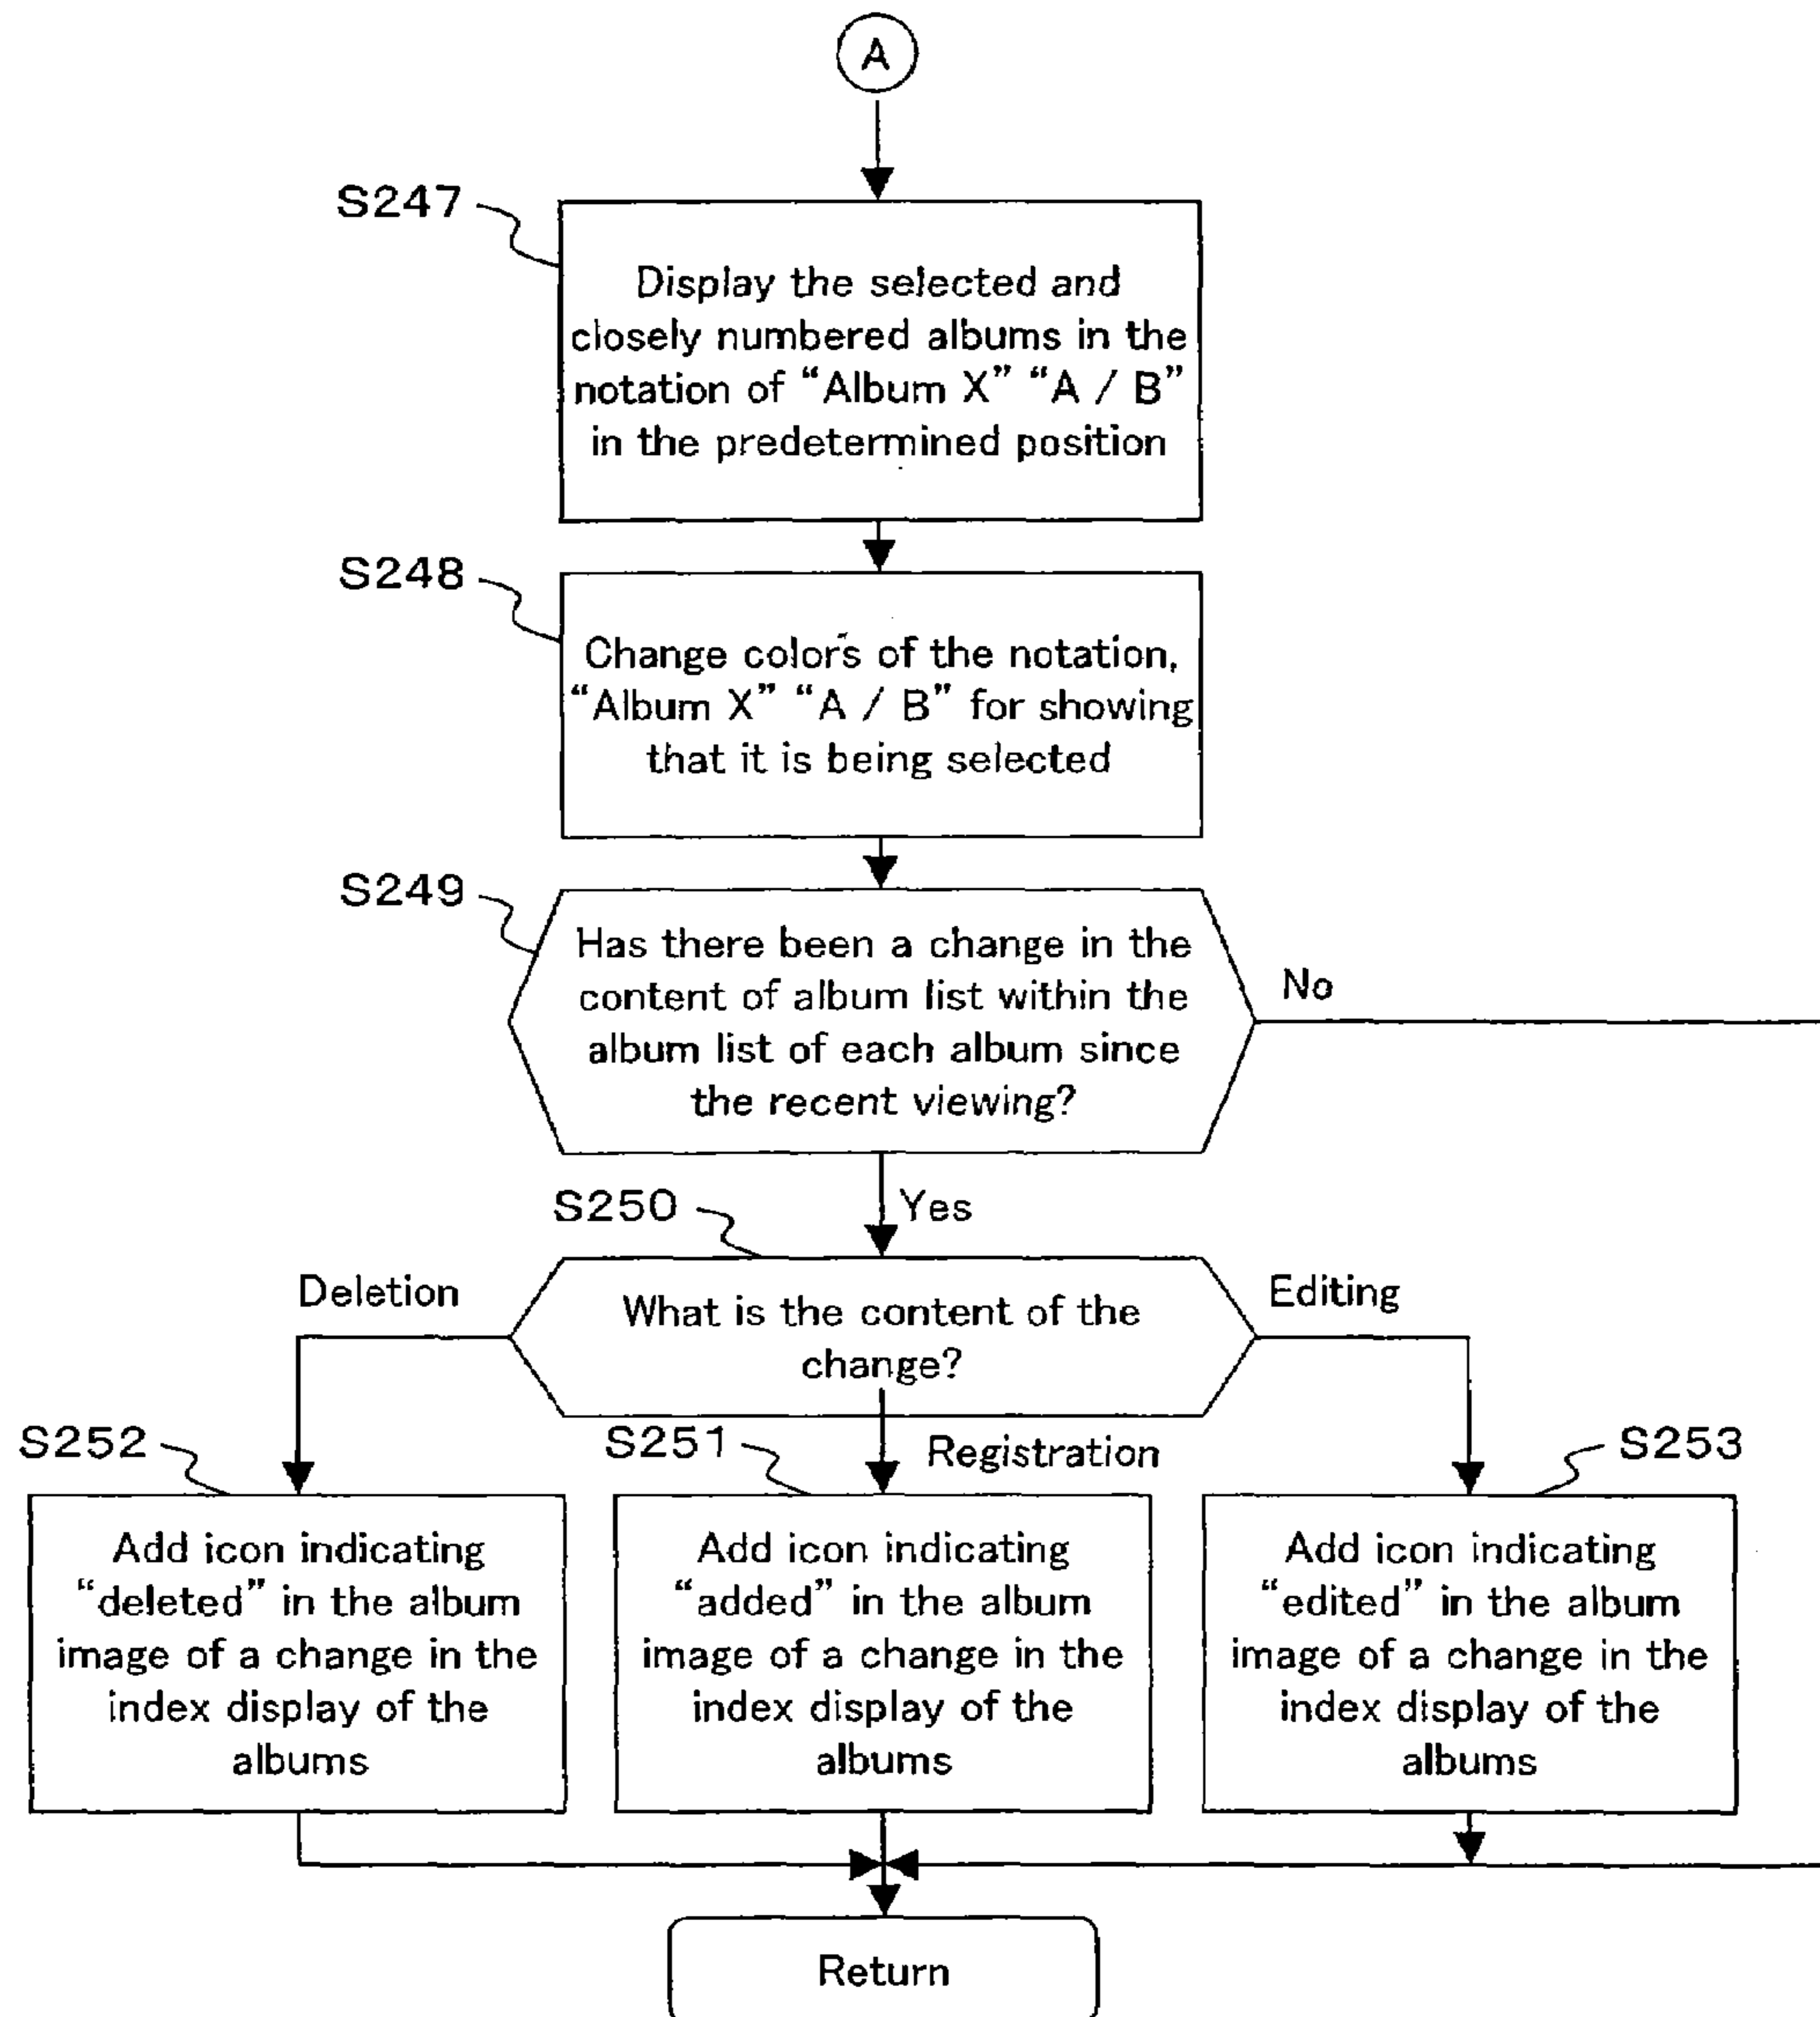 A
S247
Display the selected and
closely numbered albums in the
notation of “Album X” “A / B”
in the predetermined position
S248
Change colors of the notation,
“Album X” “A / B” for showing
that it is being selected
S249
Has there been a change in the
content of album list within the
album list of each album since
the recent viewing?
No
Yes
S250
What is the content of the
change?
Deletion
Editing
S252
S251
Registration
S253
Add icon indicating
“deleted” in the album
image of a change in the
index display of the
albums
Add icon indicating
“added” in the album
image of a change in the
index display of the
albums
Add icon indicating
“edited” in the album
image of a change in the
index display of the
albums
Return